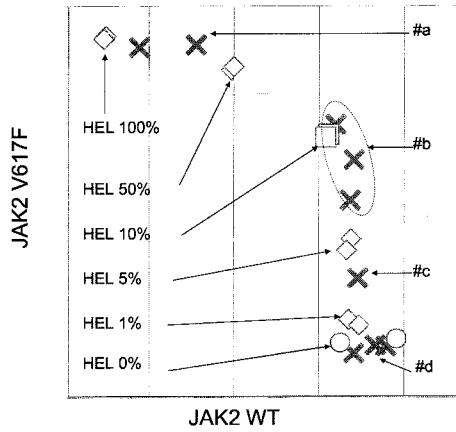 #a
HEL 100%
#b
HEL 50%
HEL 10%
HEL 5%
#c
HEL 1%
HEL 0%
#d
JAK2 V617F
JAK2 WT